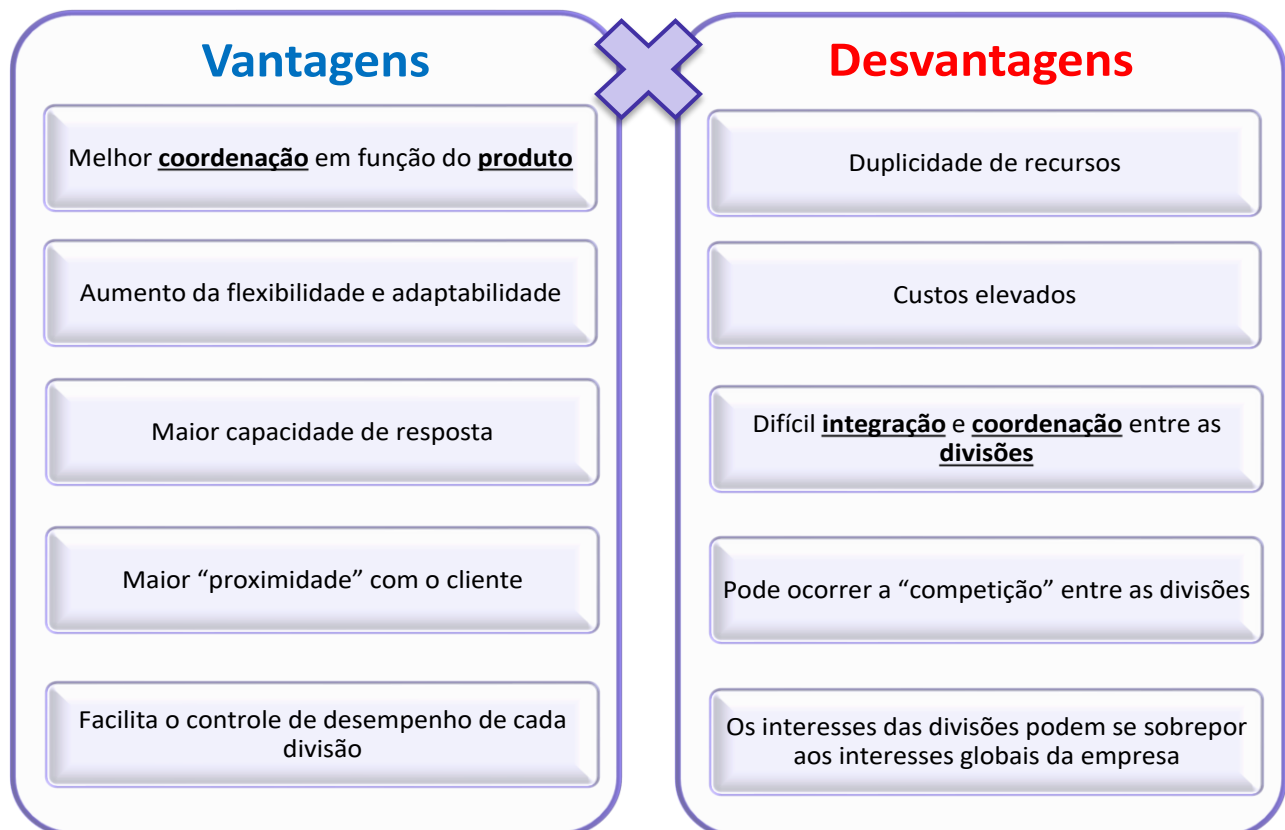 Vantagens
Melhor coordenação em função do produto
Aumento da flexibilidade e adaptabilidade
Maior capacidade de resposta
Maior “proximidade” com o cliente
Facilita o controle de desempenho de cada
divisão
Desvantagens
Duplicidade de recursos
Custos elevados
Difícil integração e coordenação entre as
divisões
Pode ocorrer a “competição” entre as divisões
Os interesses das divisões podem se sobrepor
aos interesses globais da empresa